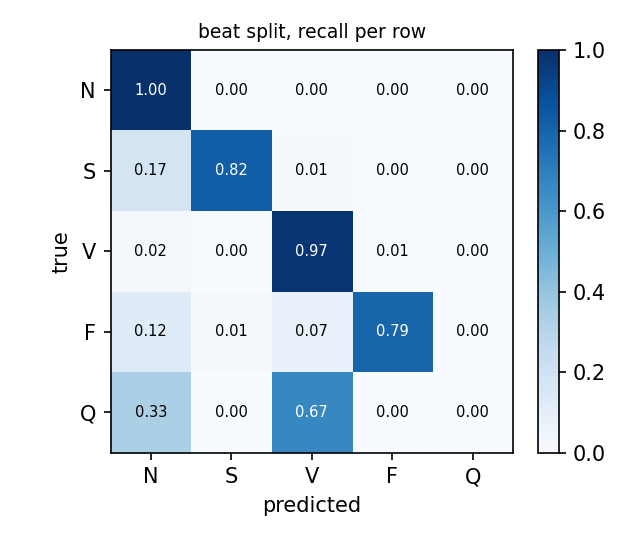 beat split, recall per row
N 1.00 0.00 0.00 0.00 0.00
S 0.17 0.82 0.01 0.00 0.00
V 0.02 0.00 0.97 0.01 0.00
F 0.12 0.01 0.07 0.79 0.00
Q 0.33 0.00 0.67 0.00 0.00
N S V F Q
predicted
true
1.0
0.8
0.6
0.4
0.2
0.0